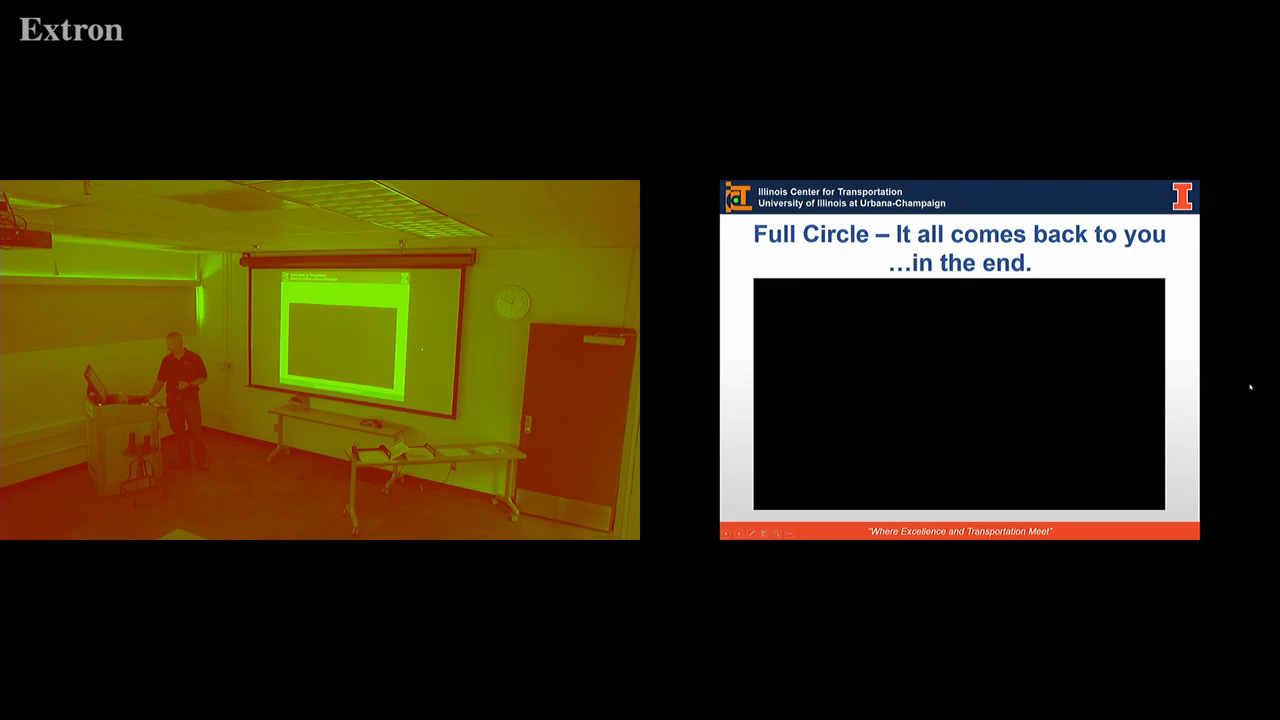 Extron
Illinois Center for Transportation
University of Illinois at Urbana-Champaign
Full Circle – It all comes back to you
…in the end.
"Where Excellence and Transportation Meet"